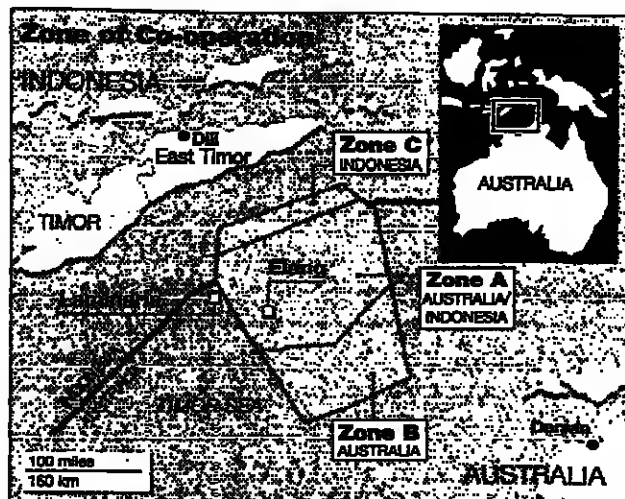 Zone of Co-operation
INDONESIA
Dili
East Timor
TIMOR
Zone C
INDONESIA
AUSTRALIA
Elang
Zone A
AUSTRALIA/
INDONESIA
Zone B
AUSTRALIA
100 miles
160 km
AUSTRALIA